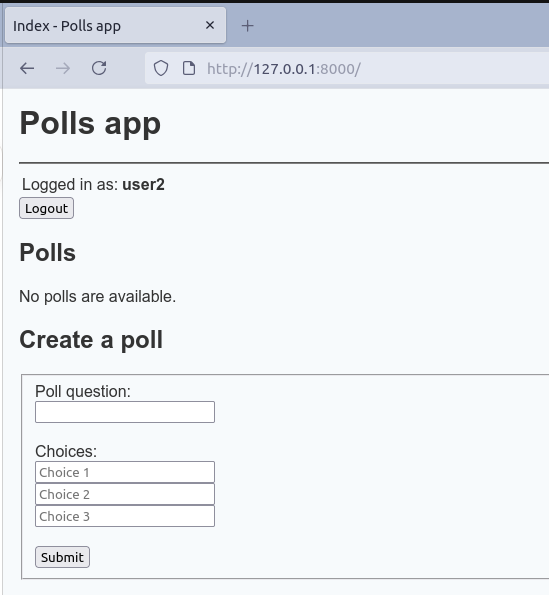 Index - Polls app
http://127.0.0.1:8000/
Polls app
Logged in as: user2
Logout
Polls
No polls are available.
Create a poll
Poll question:
Choices:
Choice 1
Choice 2
Choice 3
Submit